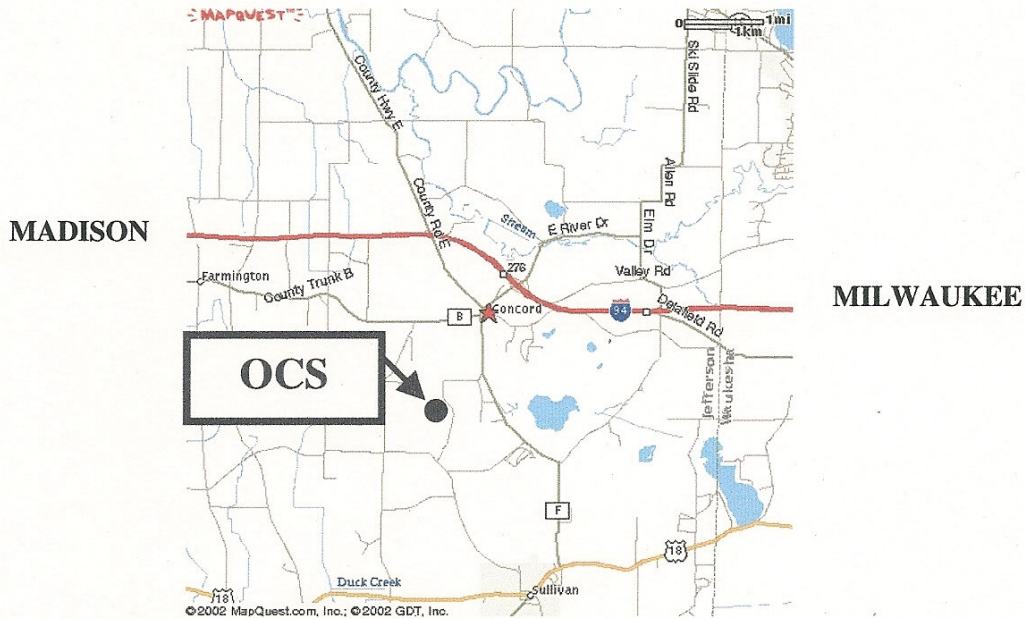 MAPQUEST
0 1mi
1km
Ski Slide Rd
County Hwy E
Allen Rd
County Rd E
Stream
E River Dr
Elm Dr
MADISON
276
Valley Rd
Farmington
County Trunk B
B
Concord
94
Delafield Rd
MILWAUKEE
OCS
Jefferson
Waukesha
F
18
Duck Creek
18
Sullivan
©2002 MapQuest.com, Inc.; ©2002 GDT, Inc.